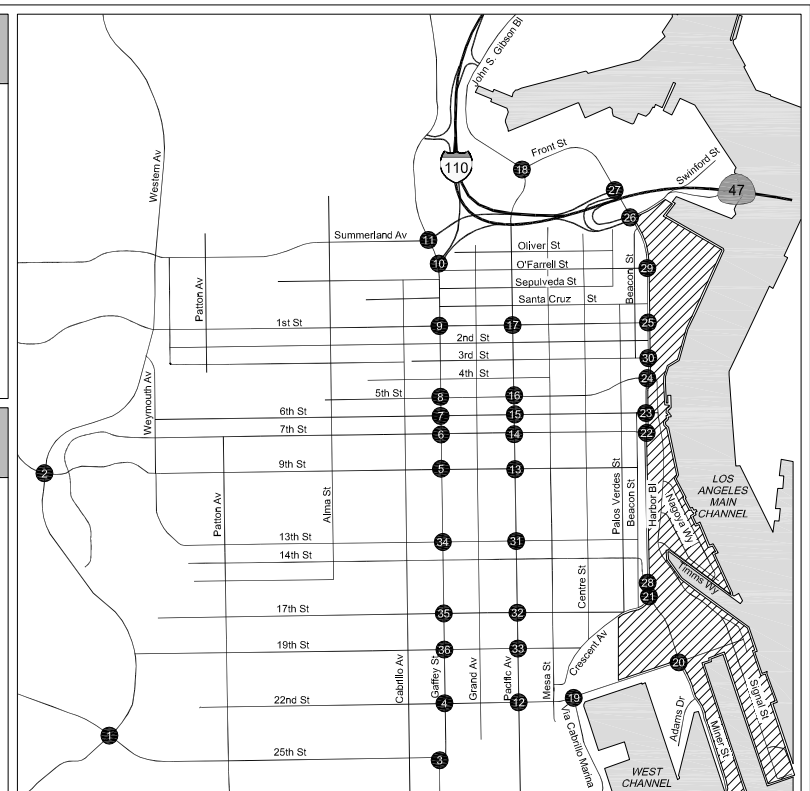 John S. Gibson Bl
Front St
18
110
Swinford St
27
47
26
Western Av
Summerland Av
11
10
Oliver St
O'Farrell St
29
Beacon St
Sepulveda St
Santa Cruz St
Patton Av
1st St
9
17
25
2nd St
3rd St
30
4th St
24
5th St
8
16
Weymouth Av
6th St
7
15
23
7th St
6
14
22
2
9th St
5
13
Patton Av
Alma St
Palos Verdes St
Beacon St
Harbor Bl
Nagoya Wy
LOS
ANGELES
MAIN
CHANNEL
13th St
34
31
14th St
Centre St
28
21
Timms Wy
17th St
35
32
19th St
36
33
Crescent Av
20
Cabrillo Av
Gaffey St
Grand Av
Pacific Av
Mesa St
22nd St
4
12
19
Via Cabrillo Marina
Adams Dr
Miner St
Signal St
1
25th St
3
WEST
CHANNEL